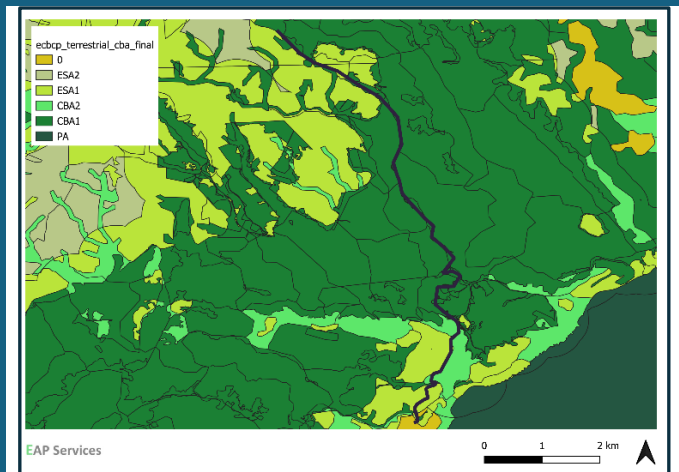 ecbcp_terrestrial_cba_final
0
ESA2
ESA1
CBA2
CBA1
PA
EAP Services
0 1 2 km